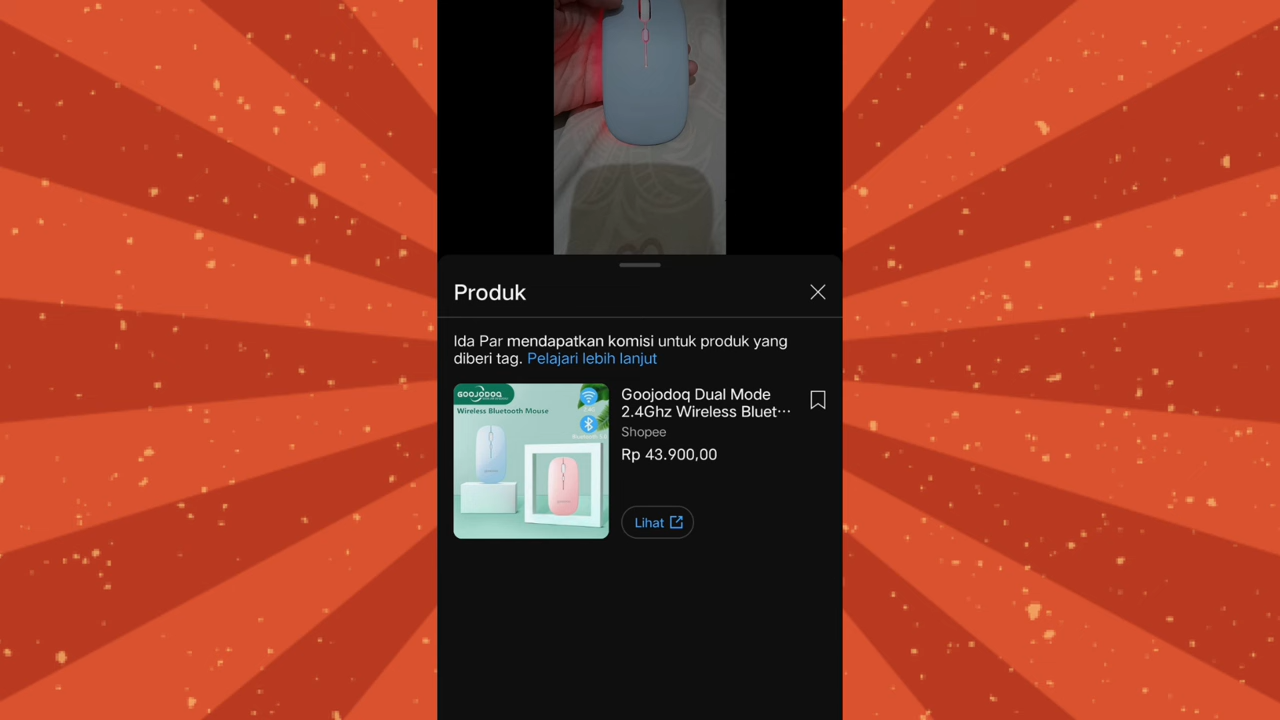 Produk
Ida Par mendapatkan komisi untuk produk yang
diberi tag. Pelajari lebih lanjut
GOOJODOQ
Wireless Bluetooth Mouse
Goojodoq Dual Mode
2.4Ghz Wireless Bluet···
Shopee
Rp 43.900,00
Lihat